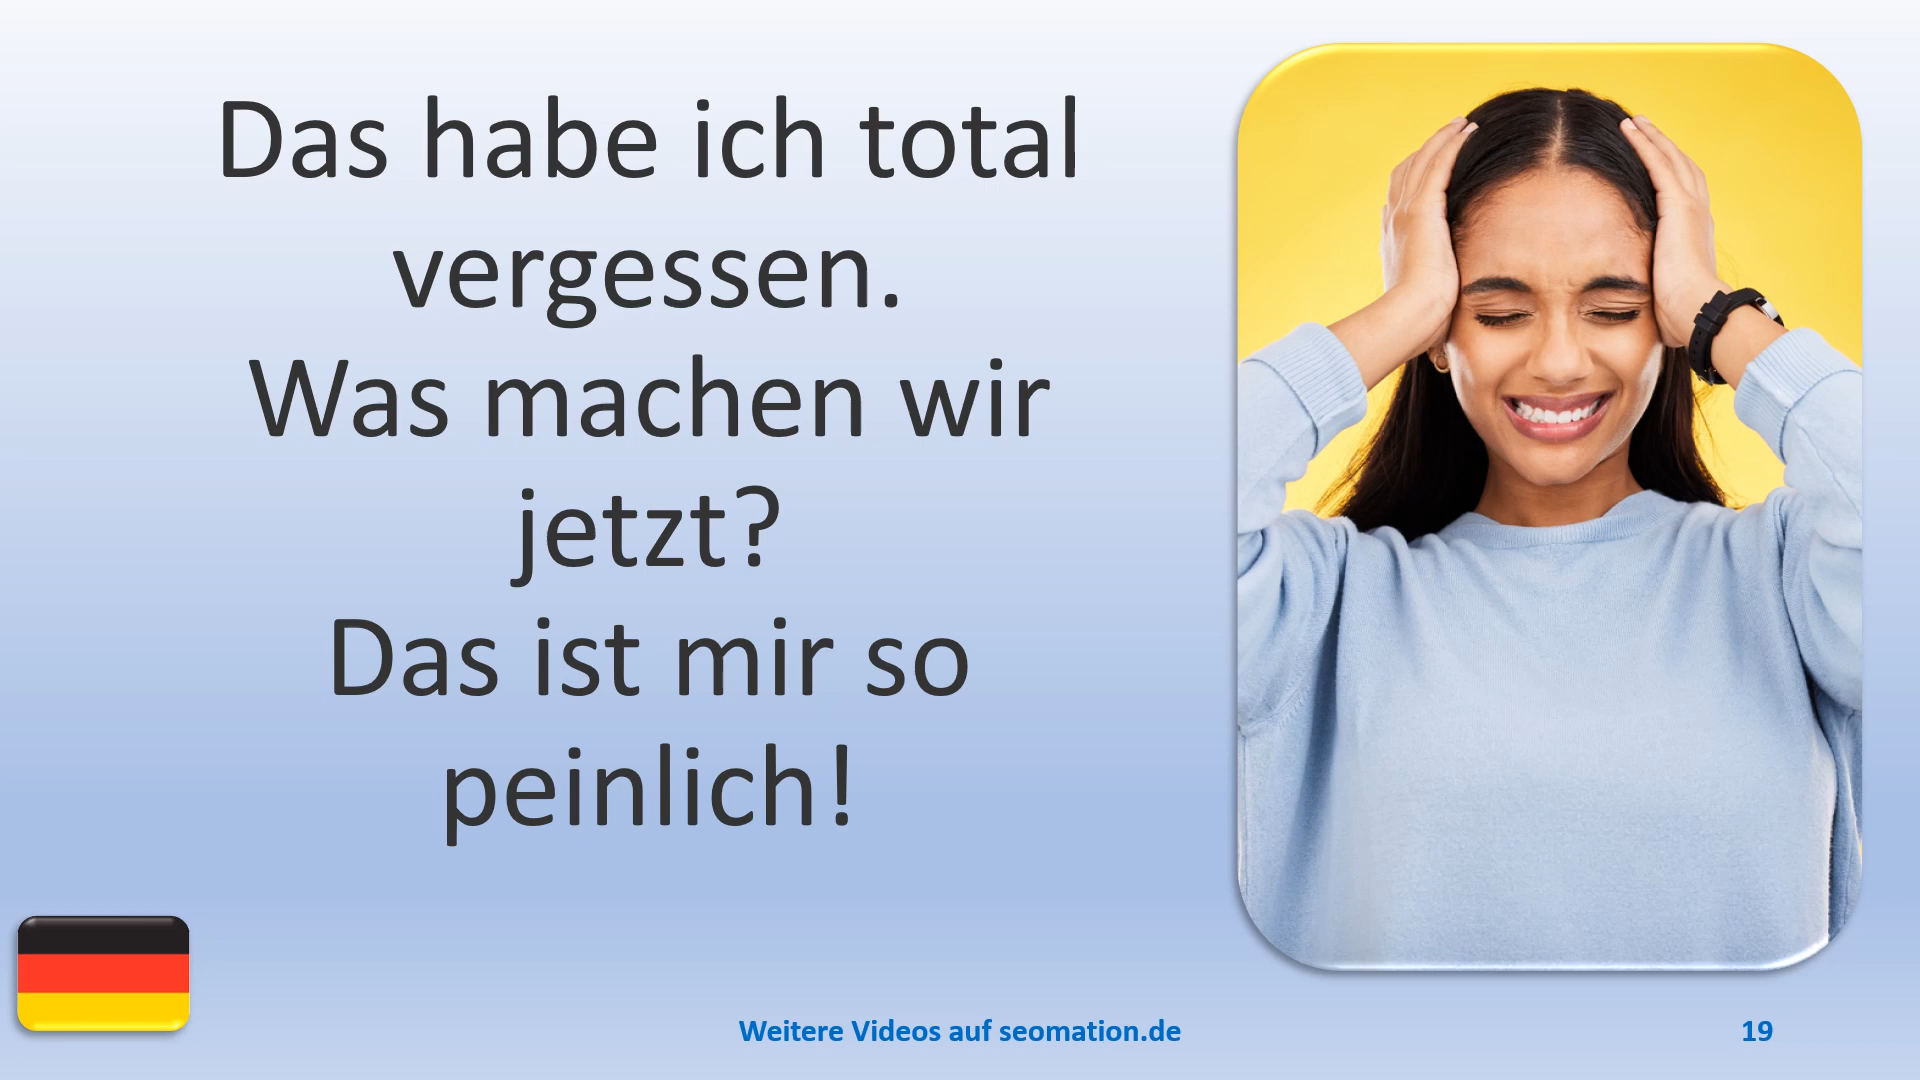 Das habe ich total
vergessen.
Was machen wir
jetzt?
Das ist mir so
peinlich!
Weitere Videos auf seomation.de
19